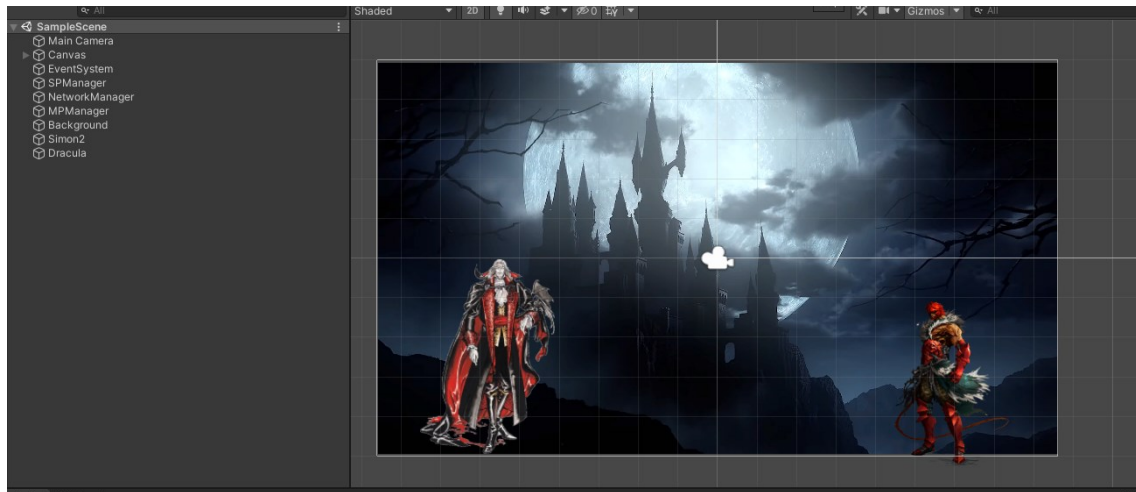 All
Shaded 2D 0 Gizmos All
SampleScene
Main Camera
Canvas
EventSystem
SPManager
NetworkManager
MPManager
Background
Simon2
Dracula